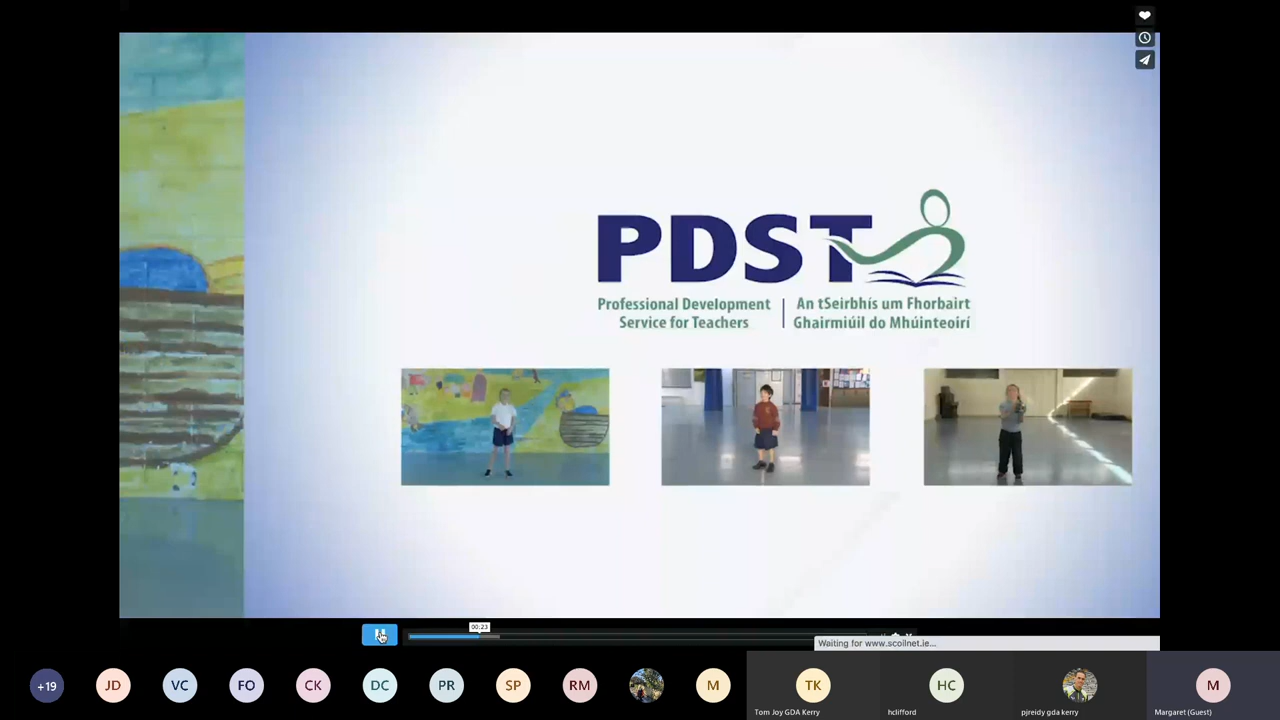 PDST
Professional Development
Service for Teachers
An tSeirbhís um Fhorbairt
Ghairmiúil do Mhúinteoirí
00:23
Waiting for www.scoilnet.ie...
+19
JD
VC
FO
CK
DC
PR
SP
RM
M
TK
HC
M
Tom Joy GDA Kerry
hclifford
pjreidy gda kerry
Margaret (Guest)